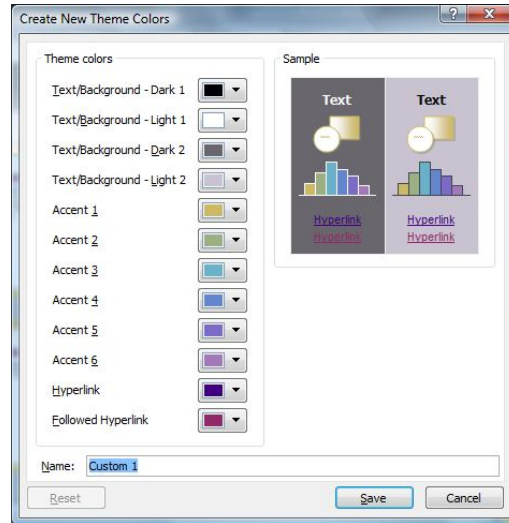 Create New Theme Colors
Theme colors
Text/Background - Dark 1
Text/Background - Light 1
Text/Background - Dark 2
Text/Background - Light 2
Accent 1
Accent 2
Accent 3
Accent 4
Accent 5
Accent 6
Hyperlink
Followed Hyperlink
Sample
Text Text
Hyperlink Hyperlink
Hyperlink Hyperlink
Name: Custom 1
Reset Save Cancel